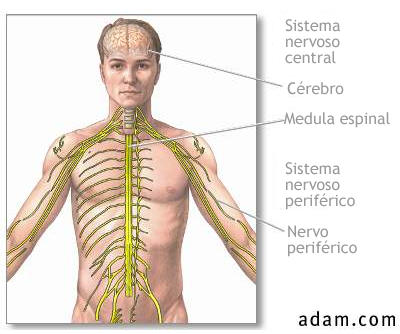 Sistema
nervoso
central
Cérebro
Medula espinal
Sistema
nervoso
periférico
Nervo
periférico
adam.com